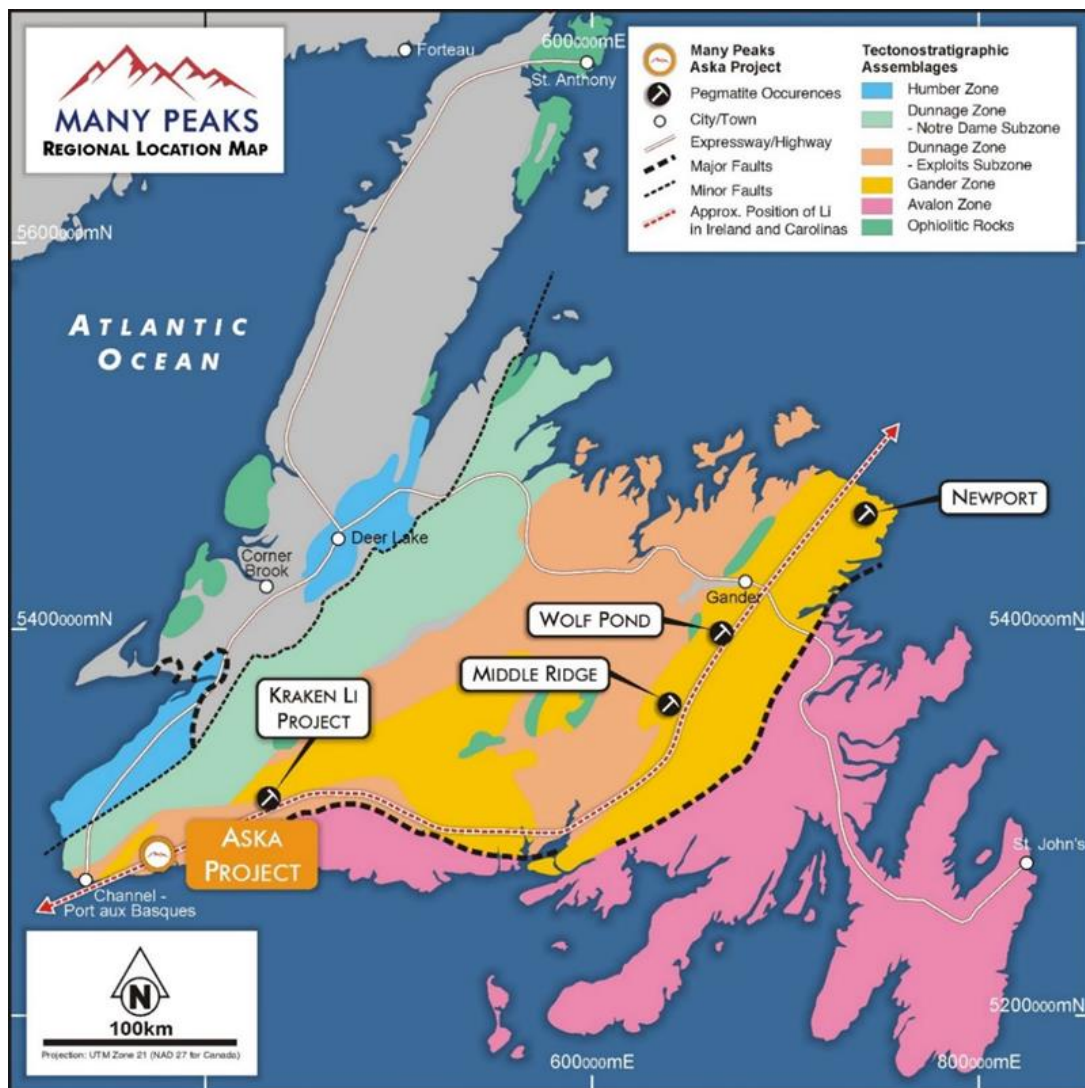 MANY PEAKS
REGIONAL LOCATION MAP
Forteau
600000mE
St. Anthony
Many Peaks
Aska Project
Pegmatite Occurences
City/Town
Expressway/Highway
Major Faults
Minor Faults
Approx. Position of Li
in Ireland and Carolinas
Tectonostratigraphic
Assemblages
Humber Zone
Dunnage Zone
- Notre Dame Subzone
Dunnage Zone
- Exploits Subzone
Gander Zone
Avalon Zone
Ophiolitic Rocks
5600000mN
ATLANTIC
OCEAN
NEWPORT
Deer Lake
Corner
Brook
Gander
5400000mN
WOLF POND
5400000mN
MIDDLE RIDGE
KRAKEN LI
PROJECT
ASKA
PROJECT
St. John's
Channel -
Port aux Basques
N
100km
Projection: UTM Zone 21 (NAD 27 for Canada)
5200000mN
600000mE
800000mE